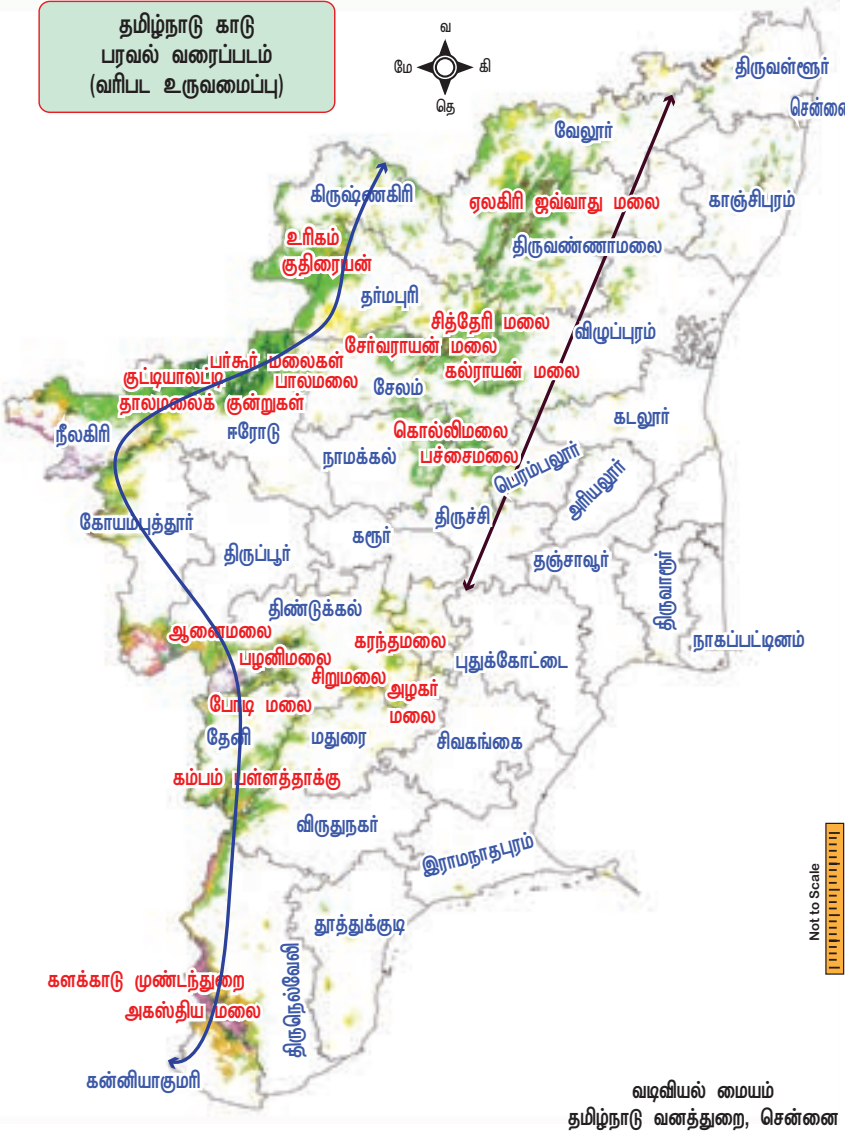 தமிழ்நாடு காடு
பரவல் வரைப்படம்
(வரிபட உருவமைப்பு)
வ
மே
கி
தெ
திருவள்ளூர்
சென்னை
வேலூர்
கிருஷ்ணகிரி
ஏலகிரி ஜவ்வாது மலை
காஞ்சிபுரம்
உரிகம்
குதிரையன்
திருவண்ணாமலை
தர்மபுரி
சித்தேரி மலை
விழுப்புரம்
சேர்வராயன் மலை
பர்கூர் மலைகள்
கல்ராயன் மலை
குட்டியாலட்டி
பாலமலை
சேலம்
தாலமலைக் குன்றுகள்
கடலூர்
நீலகிரி
ஈரோடு
கொல்லிமலை
நாமக்கல்
பச்சைமலை
பெரம்பலூர்
அரியலூர்
கோயம்புத்தூர்
திருச்சி
கரூர்
திருப்பூர்
தஞ்சாவூர்
திருவாரூர்
திண்டுக்கல்
ஆனைமலை
கரந்தமலை
நாகப்பட்டினம்
பழனிமலை
புதுக்கோட்டை
சிறுமலை
அழகர்
மலை
போடி மலை
தேனி
மதுரை
சிவகங்கை
கம்பம் பள்ளத்தாக்கு
விருதுநகர்
இராமநாதபுரம்
Not to Scale
தூத்துக்குடி
திருநெல்வேலி
களக்காடு முண்டந்துறை
அகஸ்திய மலை
கன்னியாகுமரி
வடிவியல் மையம்
தமிழ்நாடு வனத்துறை, சென்னை